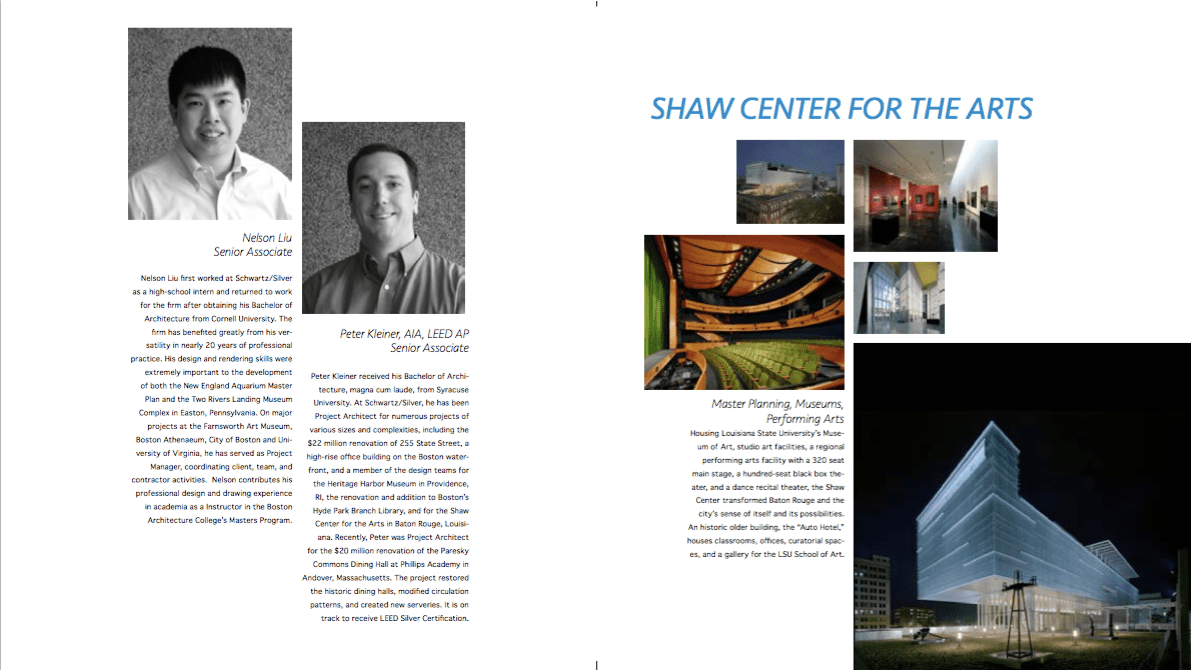 Nelson Liu
Senior Associate
Nelson Liu first worked at Schwartz/Silver
as a high-school intern and returned to work
for the firm after obtaining his Bachelor of
Architecture from Cornell University. The
firm has benefited greatly from his ver-
satility in nearly 20 years of professional
practice. His design and rendering skills were
extremely important to the development
of both the New England Aquarium Master
Plan and the Two Rivers Landing Museum
Complex in Easton, Pennsylvania. On major
projects at the Farnsworth Art Museum,
Boston Athenaeum, City of Boston and Uni-
versity of Virginia, he has served as Project
Manager, coordinating client, team, and
contractor activities.  Nelson contributes his
professional design and drawing experience
in academia as a Instructor in the Boston
Architecture College's Masters Program.
Peter Kleiner, AIA, LEED AP
Senior Associate
Peter Kleiner received his Bachelor of Archi-
tecture, magna cum laude, from Syracuse
University. At Schwartz/Silver, he has been
Project Architect for numerous projects of
various sizes and complexities, including the
$22 million renovation of 255 State Street, a
high-rise office building on the Boston water-
front, and a member of the design teams for
the Heritage Harbor Museum in Providence,
RI, the renovation and addition to Boston's
Hyde Park Branch Library, and for the Shaw
Center for the Arts in Baton Rouge, Louisi-
ana. Recently, Peter was Project Architect
for the $20 million renovation of the Paresky
Commons Dining Hall at Phillips Academy in
Andover, Massachusetts. The project restored
the historic dining halls, modified circulation
patterns, and created new serveries. It is on
track to receive LEED Silver Certification.
SHAW CENTER FOR THE ARTS
Master Planning, Museums,
Performing Arts
Housing Louisiana State University's Muse-
um of Art, studio art facilities, a regional
performing arts facility with a 320 seat
main stage, a hundred-seat black box the-
ater, and a dance recital theater, the Shaw
Center transformed Baton Rouge and the
city's sense of itself and its possibilities.
An historic older building, the "Auto Hotel,"
houses classrooms, offices, curatorial spac-
es, and a gallery for the LSU School of Art.